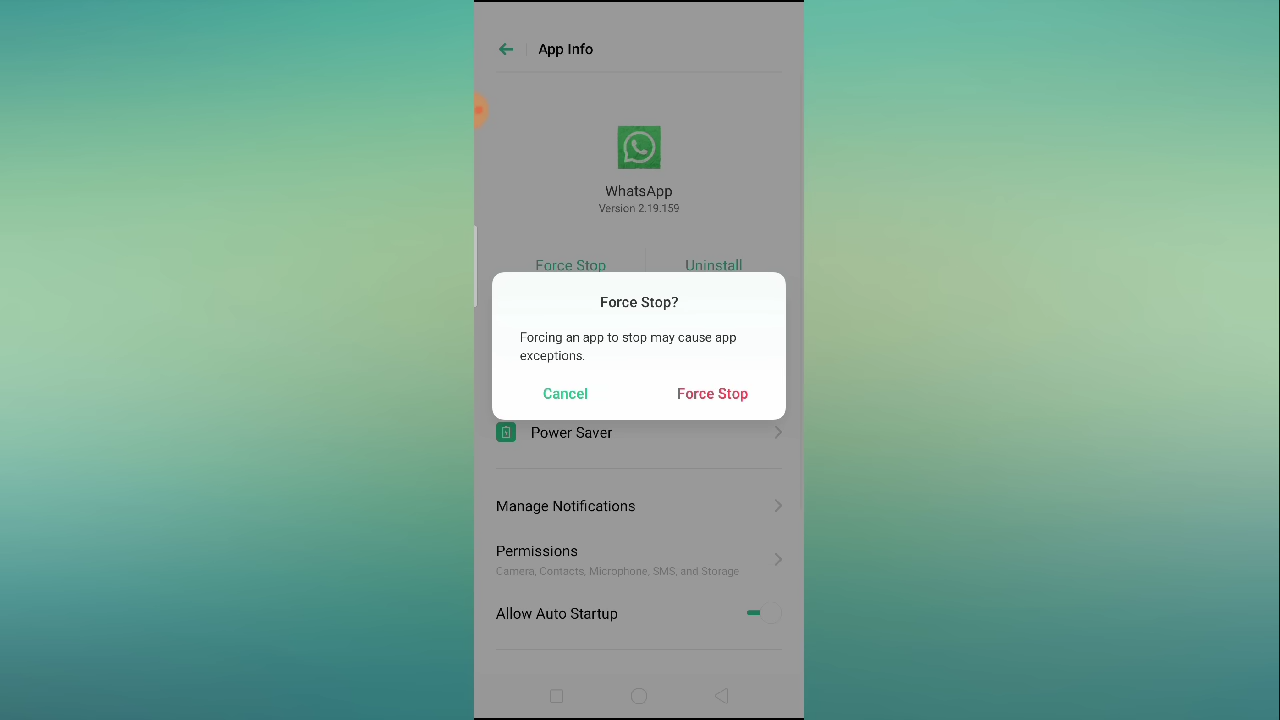 App Info
WhatsApp
Version 2.19.159
Force Stop
Uninstall
Force Stop?
Forcing an app to stop may cause app
exceptions.
Cancel
Force Stop
Power Saver
Manage Notifications
Permissions
Camera, Contacts, Microphone, SMS, and Storage
Allow Auto Startup